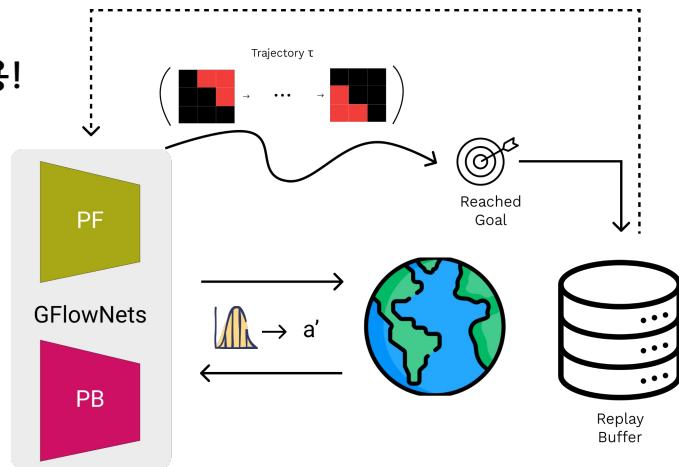 !
Trajectory τ
→ ... →
PF
Reached
Goal
GFlowNets
→ a’
PB
Replay
Buffer